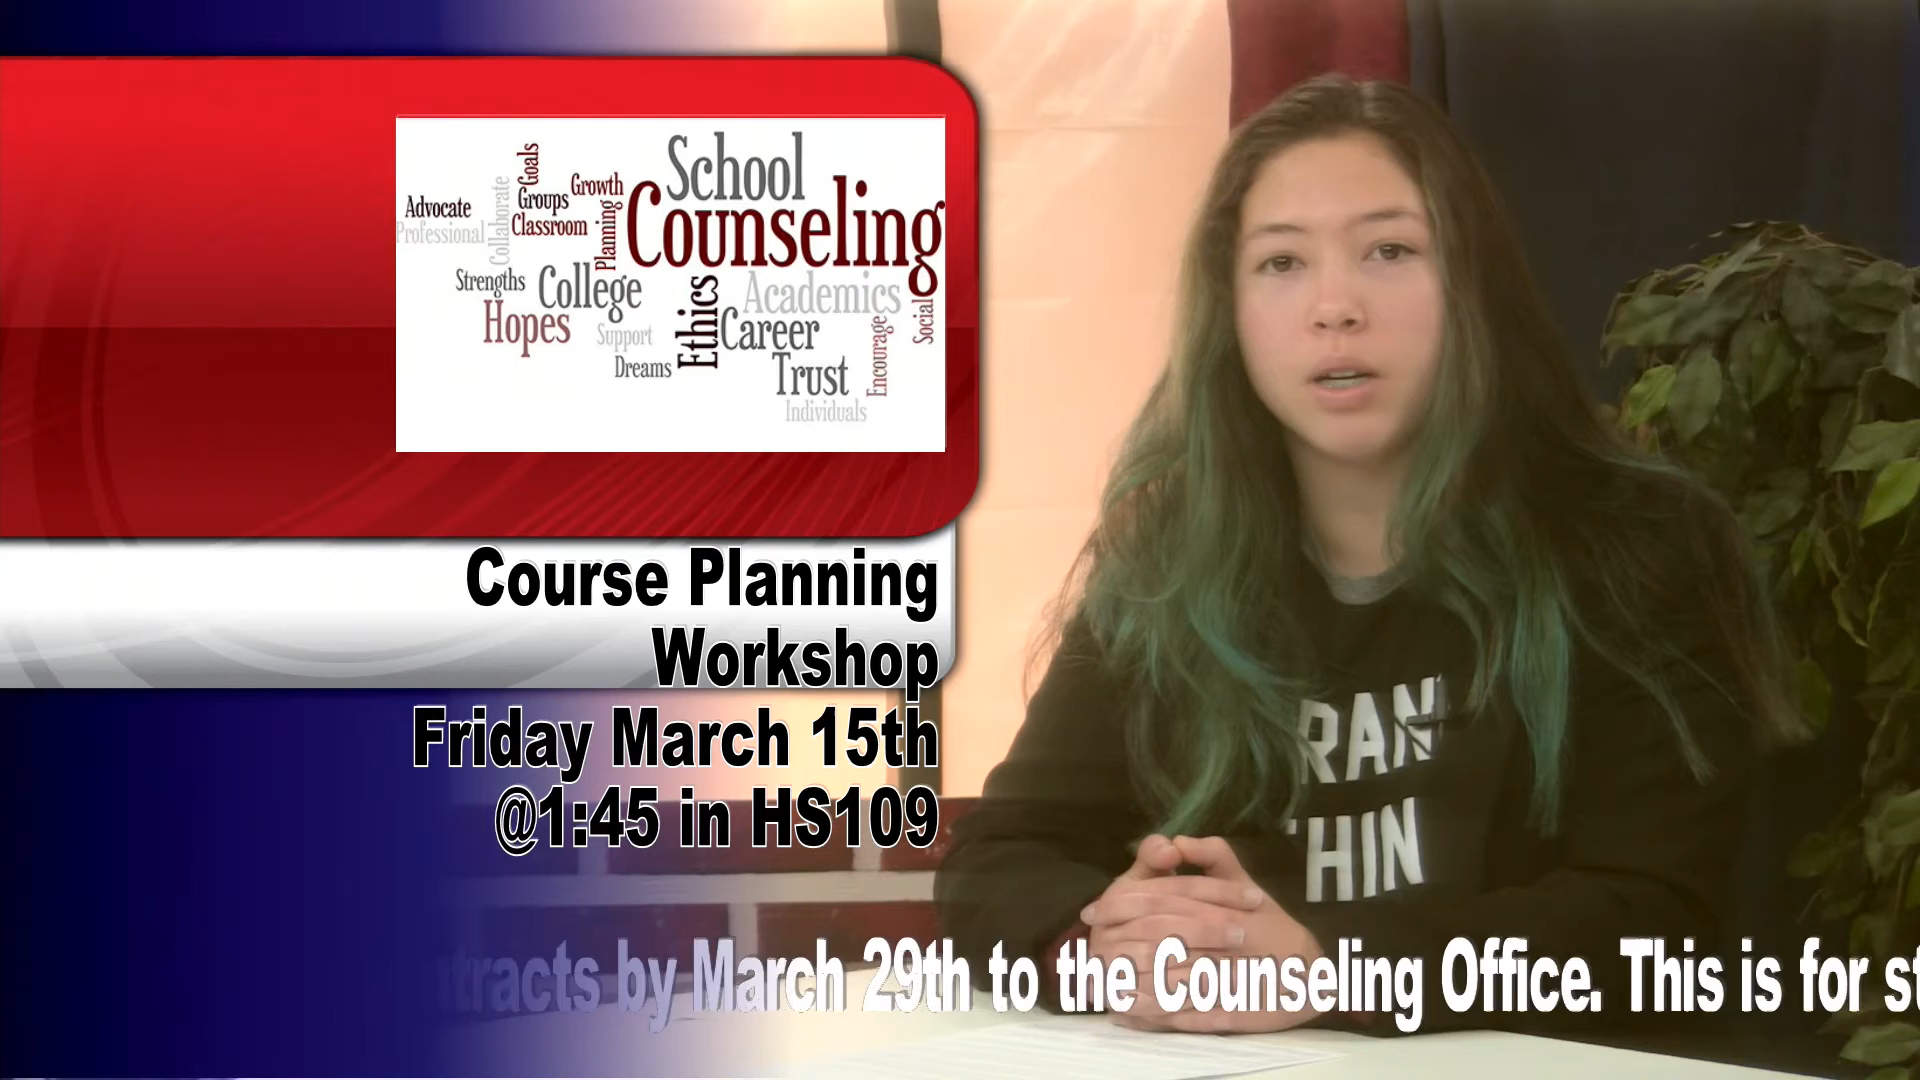 School
Counseling
Goals
Collaborate
Groups
Growth
Advocate
Professional
Classroom
Planning
Strengths
College
Hopes
Support
Dreams
Ethics
Academics
Career
Trust
Encourage
Social
Individuals
Course Planning
Workshop
Friday March 15th
@1:45 in HS109
RAN
HIN
by March 29th to the Counseling Office. This is for